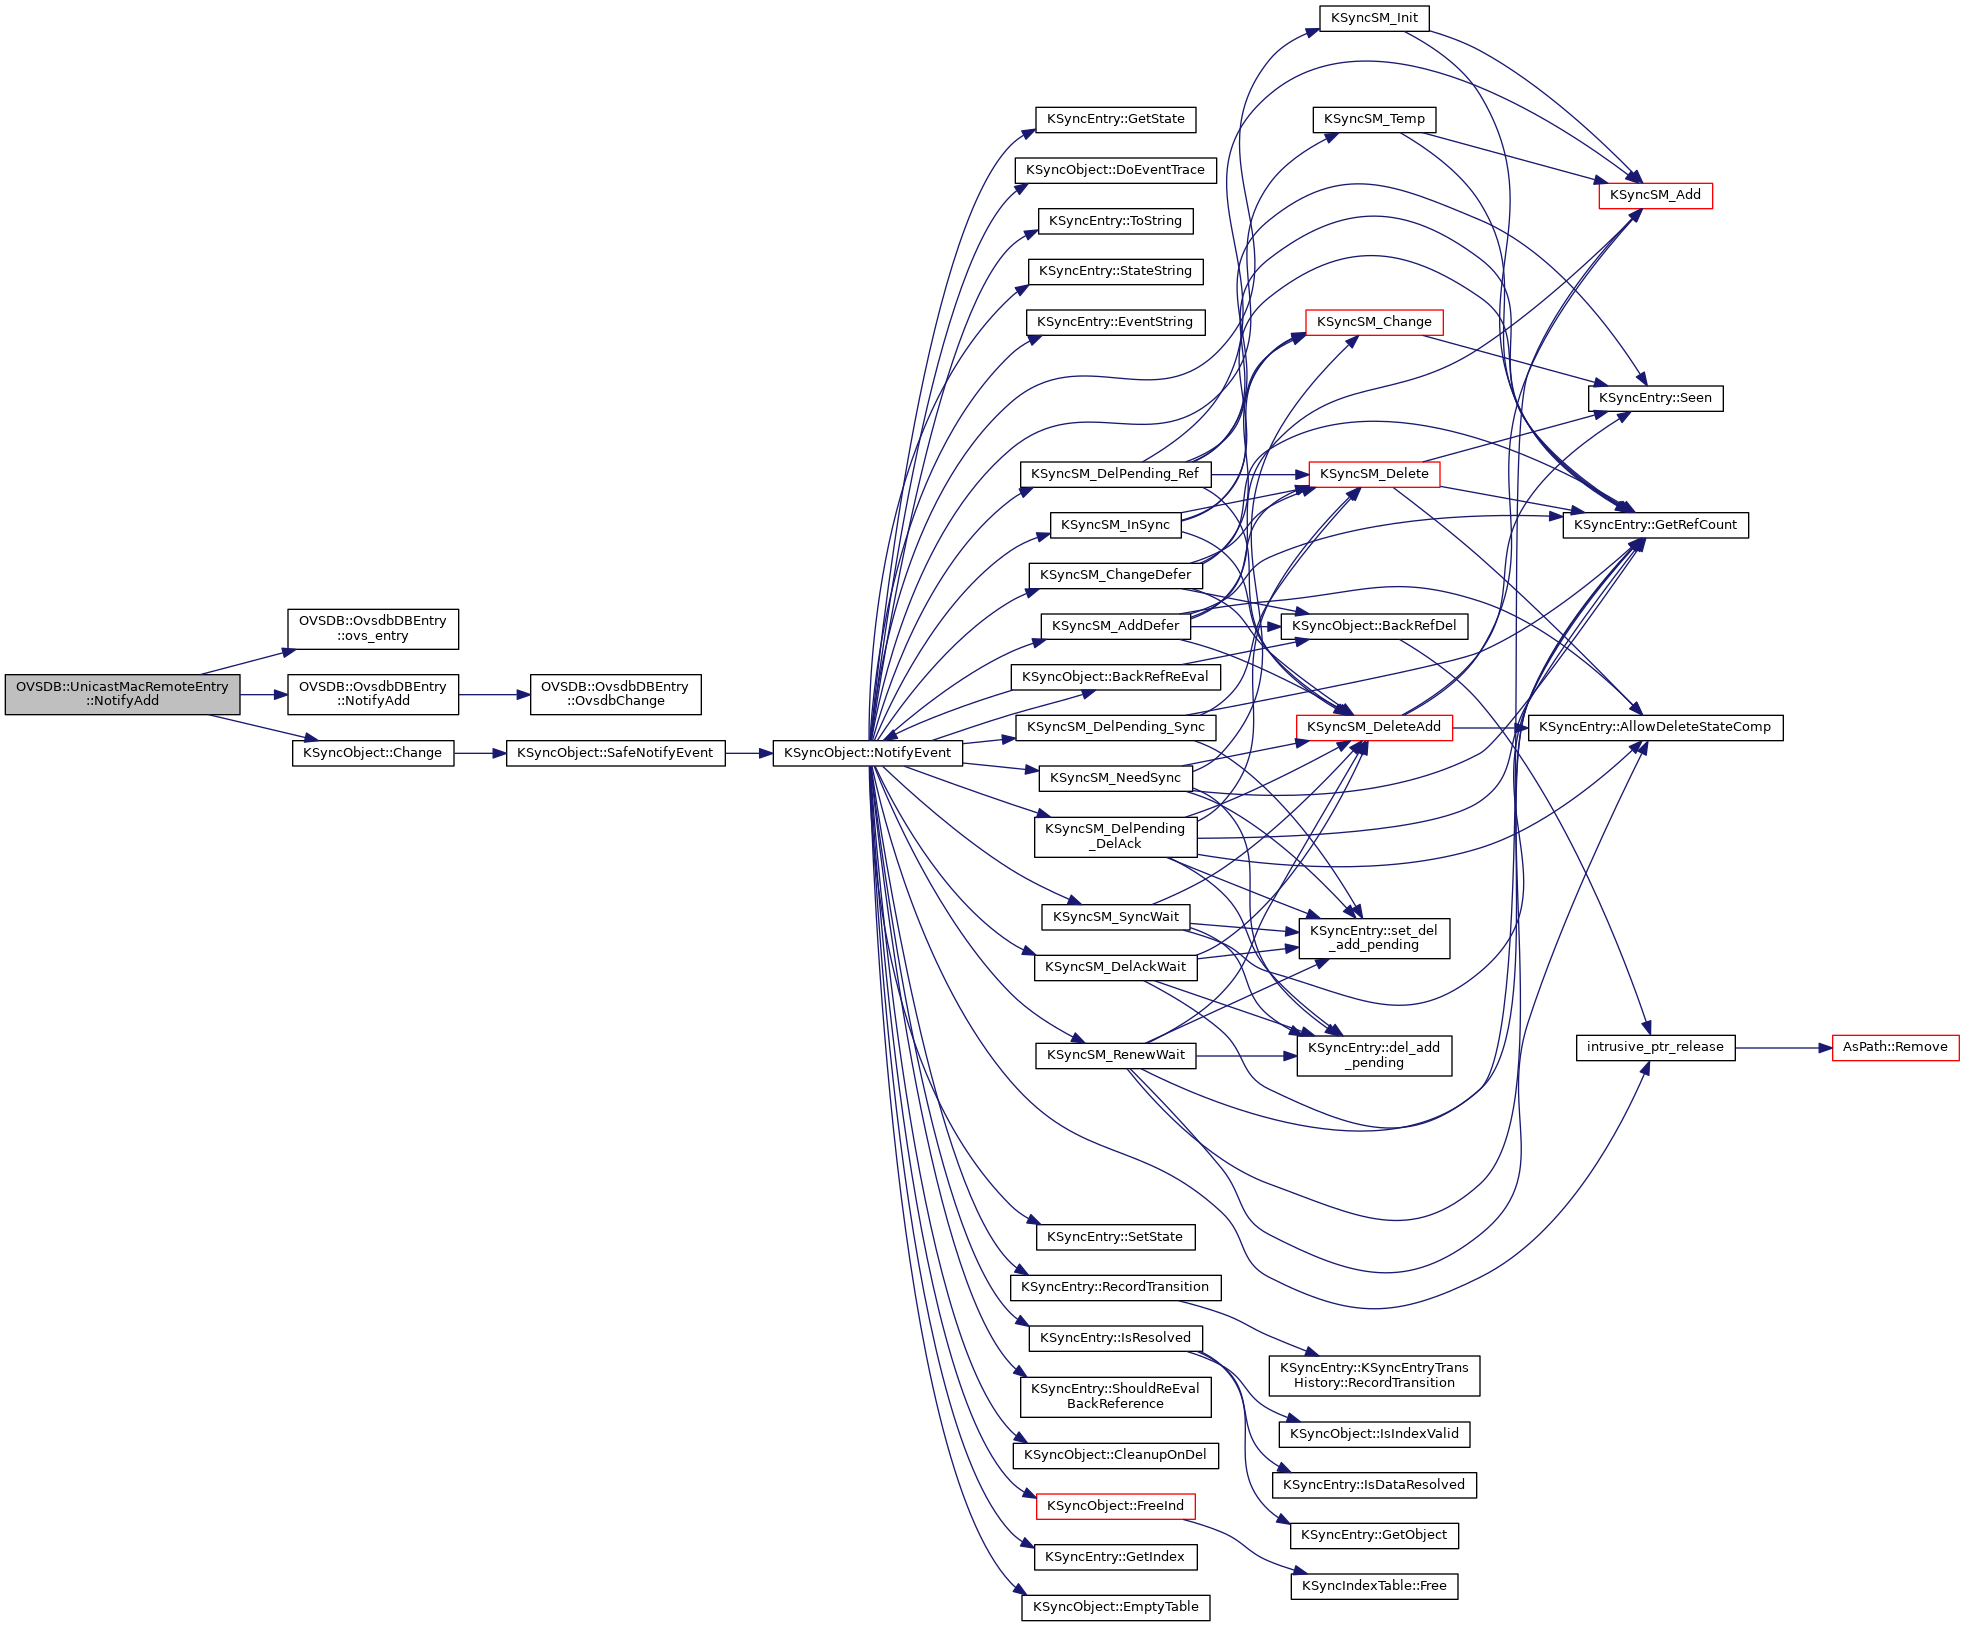 OVSDB::UnicastMacRemoteEntry
::NotifyAdd
OVSDB::OvsdbDBEntry
::ovs_entry
OVSDB::OvsdbDBEntry
::NotifyAdd
KSyncObject::Change
OVSDB::OvsdbDBEntry
::OvsdbChange
KSyncObject::SafeNotifyEvent
KSyncObject::NotifyEvent
KSyncEntry::GetState
KSyncObject::DoEventTrace
KSyncEntry::ToString
KSyncEntry::StateString
KSyncEntry::EventString
KSyncSM_DelPending_Ref
KSyncSM_InSync
KSyncSM_ChangeDefer
KSyncSM_AddDefer
KSyncObject::BackRefReEval
KSyncSM_DelPending_Sync
KSyncSM_NeedSync
KSyncSM_DelPending
_DelAck
KSyncSM_SyncWait
KSyncSM_DelAckWait
KSyncSM_RenewWait
KSyncEntry::SetState
KSyncEntry::RecordTransition
KSyncEntry::IsResolved
KSyncEntry::ShouldReEval
BackReference
KSyncObject::CleanupOnDel
KSyncObject::FreeInd
KSyncEntry::GetIndex
KSyncObject::EmptyTable
KSyncSM_Init
KSyncSM_Temp
KSyncSM_Change
KSyncSM_Delete
KSyncObject::BackRefDel
KSyncSM_DeleteAdd
KSyncEntry::set_del
_add_pending
KSyncEntry::del_add
_pending
KSyncEntry::KSyncEntryTrans
History::RecordTransition
KSyncObject::IsIndexValid
KSyncEntry::IsDataResolved
KSyncEntry::GetObject
KSyncIndexTable::Free
KSyncSM_Add
KSyncEntry::Seen
KSyncEntry::GetRefCount
KSyncEntry::AllowDeleteStateComp
intrusive_ptr_release
AsPath::Remove